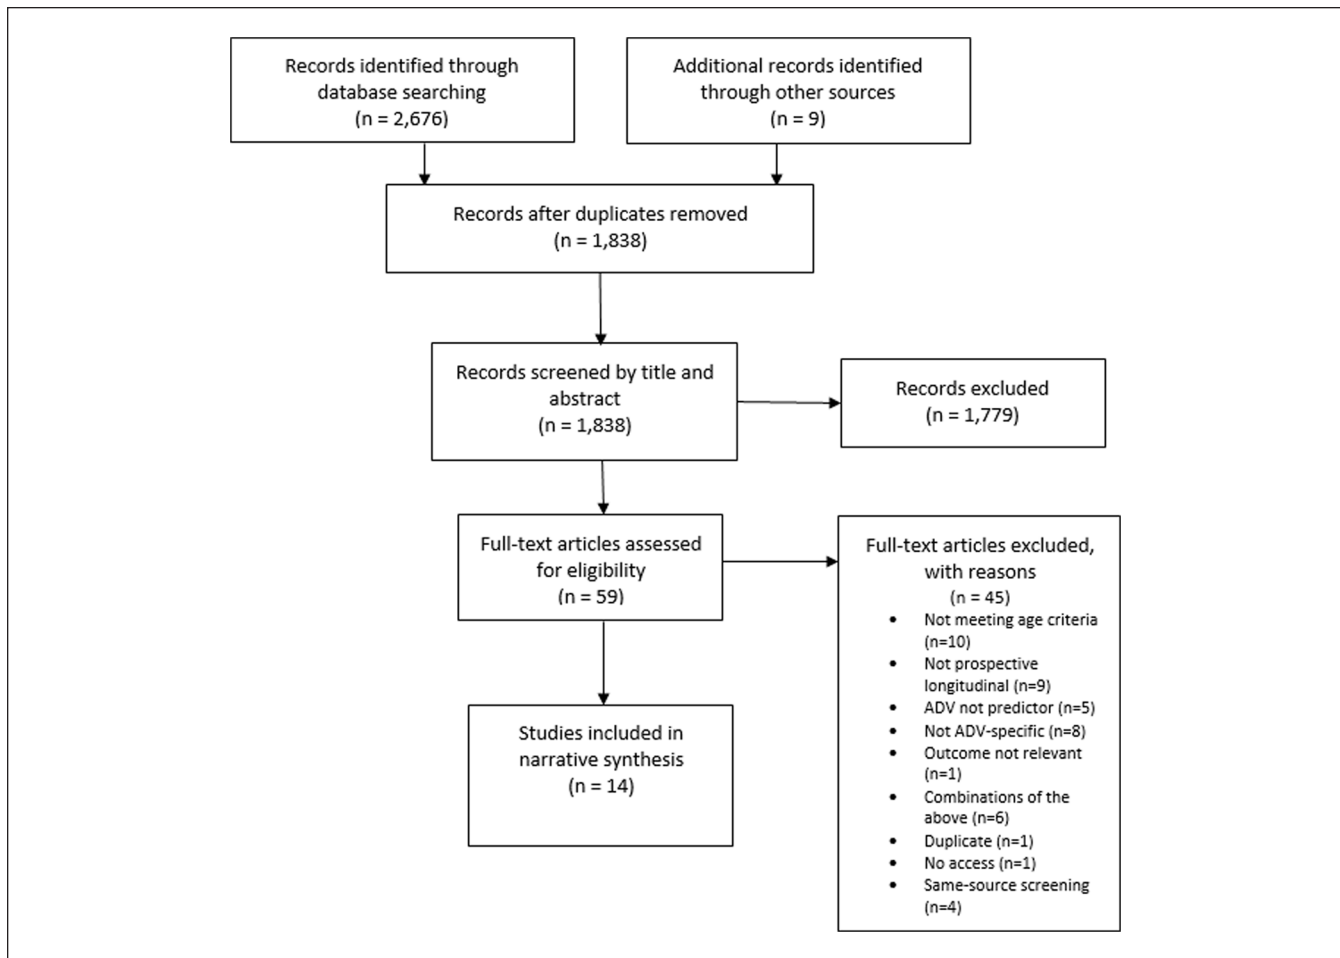 Records identified through
database searching
(n = 2,676)
Additional records identified
through other sources
(n = 9)
Records after duplicates removed
(n = 1,838)
Records screened by title and
abstract
(n = 1,838)
Records excluded
(n = 1,779)
Full-text articles assessed
for eligibility
(n = 59)
Full-text articles excluded,
with reasons
(n = 45)
• Not meeting age criteria
(n=10)
• Not prospective
longitudinal (n=9)
• ADV not predictor (n=5)
• Not ADV-specific (n=8)
• Outcome not relevant
(n=1)
• Combinations of the
above (n=6)
• Duplicate (n=1)
• No access (n=1)
• Same-source screening
(n=4)
Studies included in
narrative synthesis
(n = 14)